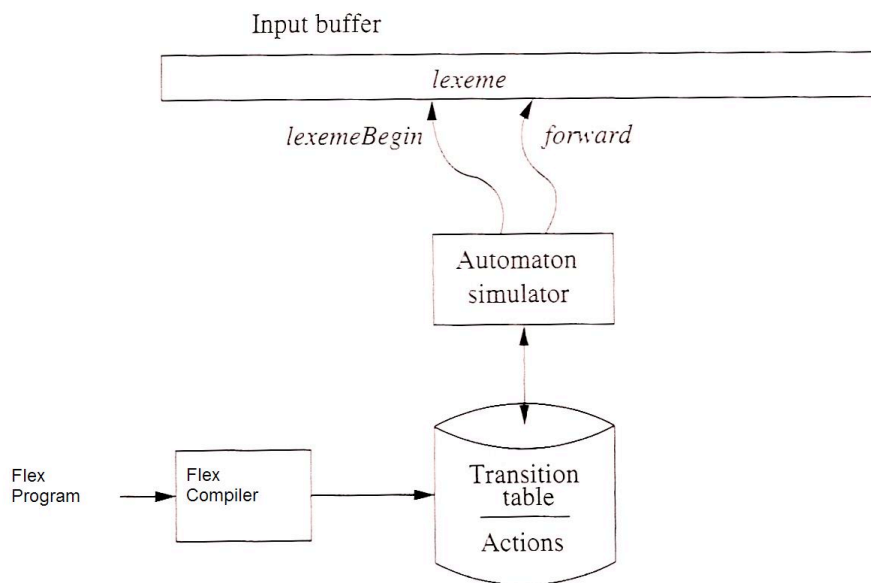 Input buffer
lexeme
lexemeBegin
forward
Automaton
simulator
Flex
Program
Flex
Compiler
Transition
table
Actions